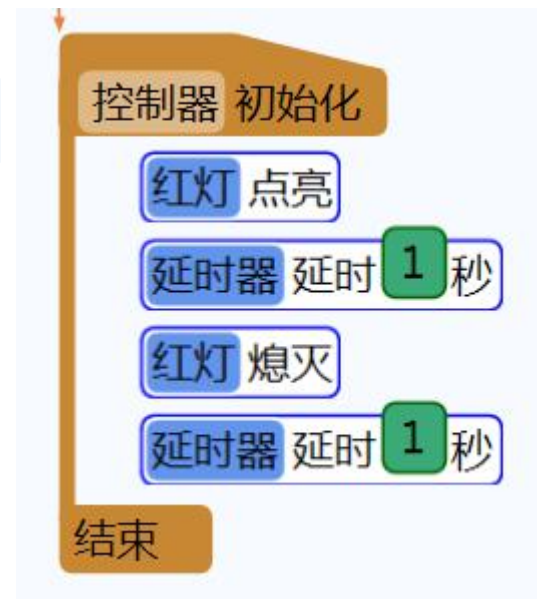 控制器 初始化
红灯 点亮
延时器 延时 1 秒
红灯 熄灭
延时器 延时 1 秒
结束